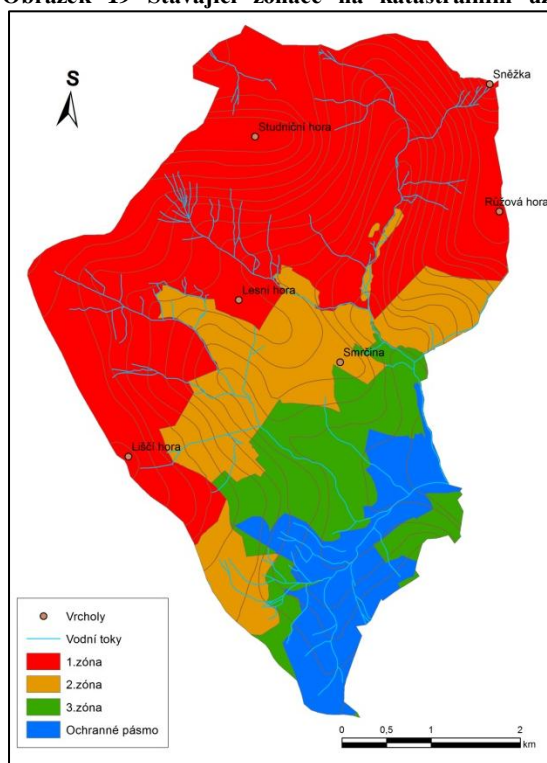 Obrázek 19 Stávající zonace na katastrálním úz
S
Sněžka
Studniční hora
Růžová hora
Lesní hora
Smrčina
Liščí hora
Vrcholy
Vodní toky
1.zóna
2.zóna
3.zóna
Ochranné pásmo
0 0,5 1 2
km